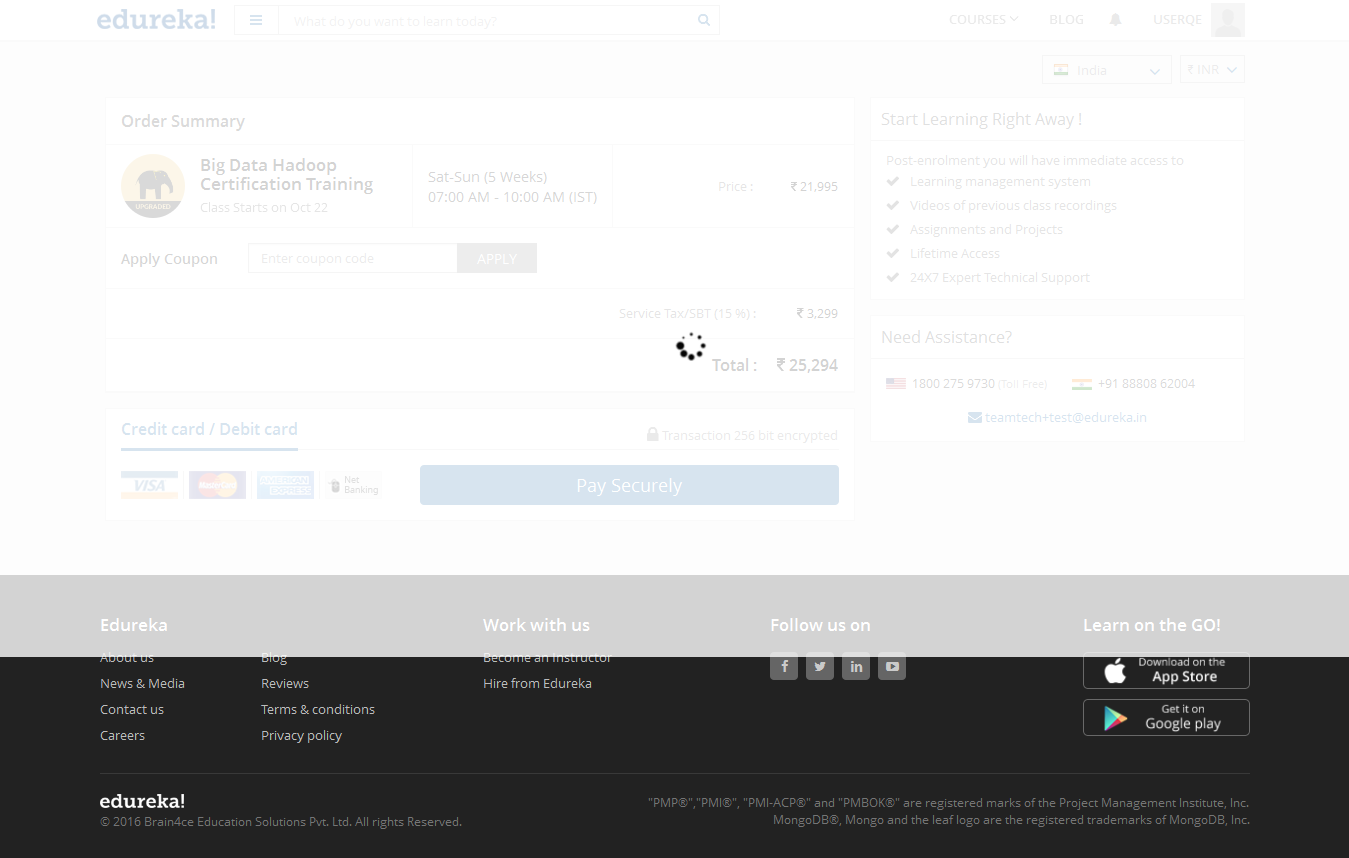 edureka!
What do you want to learn today?
COURSES
BLOG
USERQE
India
₹ INR
Order Summary
UPGRADED
Big Data Hadoop
Certification Training
Class Starts on Oct 22
Sat-Sun (5 Weeks)
07:00 AM - 10:00 AM (IST)
Price :
₹ 21,995
Apply Coupon
Enter coupon code
APPLY
Service Tax/SBT (15 %) :
₹ 3,299
Total :
₹ 25,294
Credit card / Debit card
Transaction 256 bit encrypted
VISA
MasterCard
AMERICAN
EXPRESS
Net
Banking
Pay Securely
Start Learning Right Away !
Post-enrolment you will have immediate access to
Learning management system
Videos of previous class recordings
Assignments and Projects
Lifetime Access
24X7 Expert Technical Support
Need Assistance?
1800 275 9730 (Toll Free)
+91 88808 62004
teamtech+test@edureka.in
Edureka
About us
News & Media
Contact us
Careers
Blog
Reviews
Terms & conditions
Privacy policy
Work with us
Become an Instructor
Hire from Edureka
Follow us on
Learn on the GO!
Download on the
App Store
Get it on
Google play
edureka!
© 2016 Brain4ce Education Solutions Pvt. Ltd. All rights Reserved.
"PMP®","PMI®", "PMI-ACP®" and "PMBOK®" are registered marks of the Project Management Institute, Inc.
MongoDB®, Mongo and the leaf logo are the registered trademarks of MongoDB, Inc.